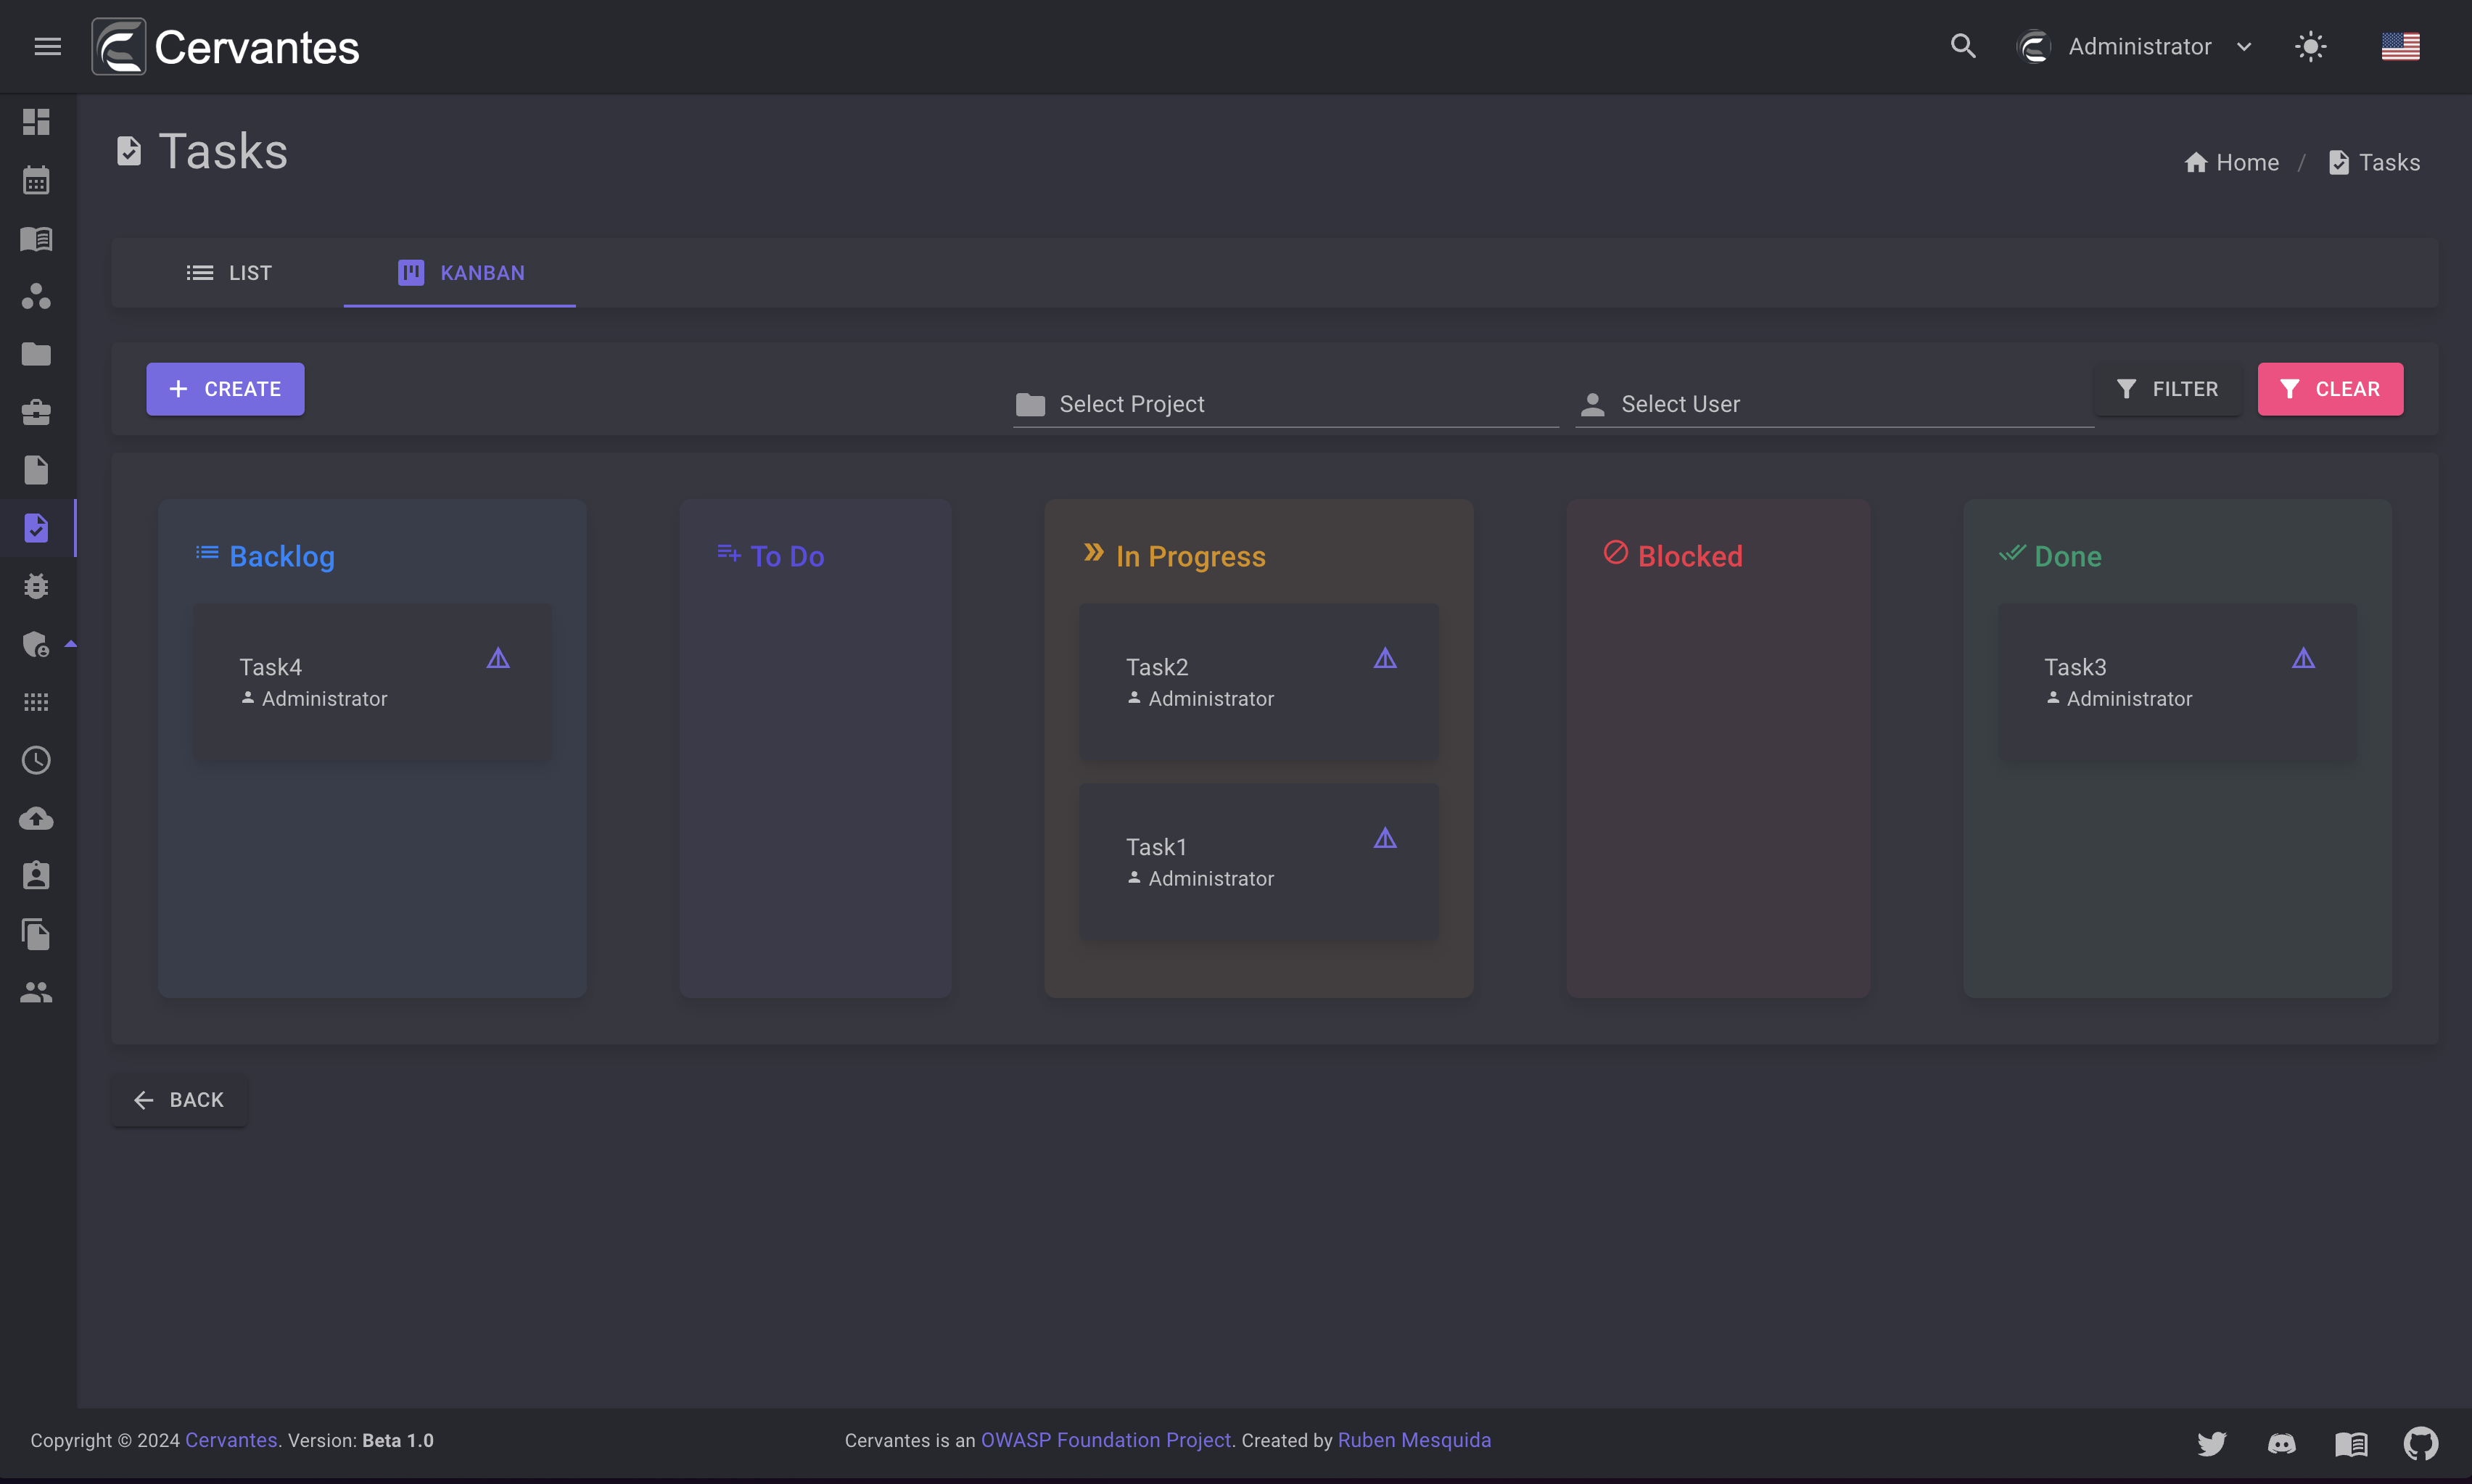 Cervantes
Administrator
Tasks
Home / Tasks
LIST
KANBAN
CREATE
Select Project
Select User
FILTER
CLEAR
Backlog
Task4
Administrator
To Do
In Progress
Task2
Administrator
Task1
Administrator
Blocked
Done
Task3
Administrator
BACK
Copyright © 2024 Cervantes. Version: Beta 1.0
Cervantes is an OWASP Foundation Project. Created by Ruben Mesquida